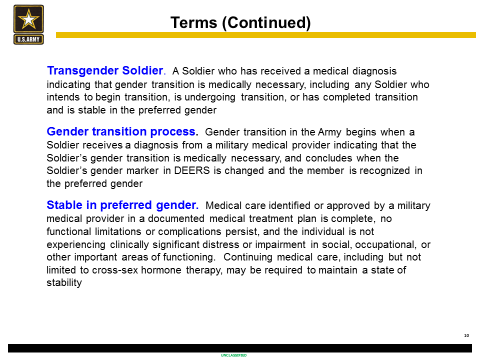 Terms (Continued)
U.S.ARMY
Transgender Soldier.  A Soldier who has received a medical diagnosis
indicating that gender transition is medically necessary, including any Soldier who
intends to begin transition, is undergoing transition, or has completed transition
and is stable in the preferred gender
Gender transition process.  Gender transition in the Army begins when a
Soldier receives a diagnosis from a military medical provider indicating that the
Soldier's gender transition is medically necessary, and concludes when the
Soldier's gender marker in DEERS is changed and the member is recognized in
the preferred gender
Stable in preferred gender.  Medical care identified or approved by a military
medical provider in a documented medical treatment plan is complete, no
functional limitations or complications persist, and the individual is not
experiencing clinically significant distress or impairment in social, occupational, or
other important areas of functioning.  Continuing medical care, including but not
limited to cross-sex hormone therapy, may be required to maintain a state of
stability
10
UNCLASSIFIED